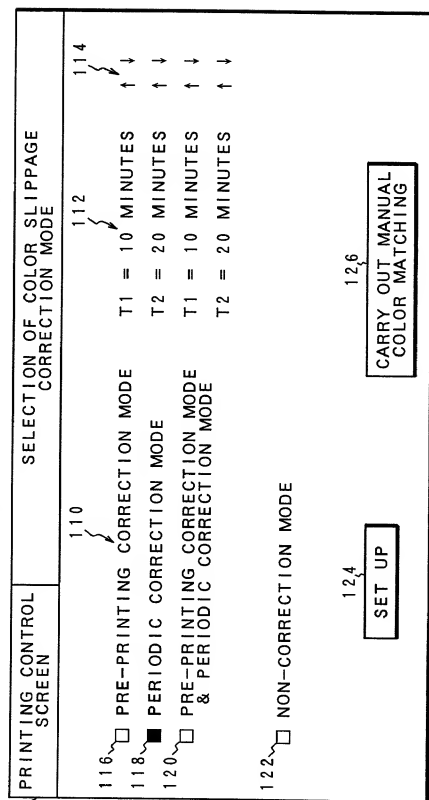 PRINTING CONTROL
SCREEN
SELECTION OF COLOR SLIPPAGE
CORRECTION MODE
110
112
114
116 □ PRE-PRINTING CORRECTION MODE T1 = 10 MINUTES ↑ ↓
118 ■ PERIODIC CORRECTION MODE T2 = 20 MINUTES ↑ ↓
120 □ PRE-PRINTING CORRECTION MODE T1 = 10 MINUTES ↑ ↓
& PERIODIC CORRECTION MODE T2 = 20 MINUTES ↑ ↓
122 □ NON-CORRECTION MODE
124
SET UP
126
CARRY OUT MANUAL
COLOR MATCHING